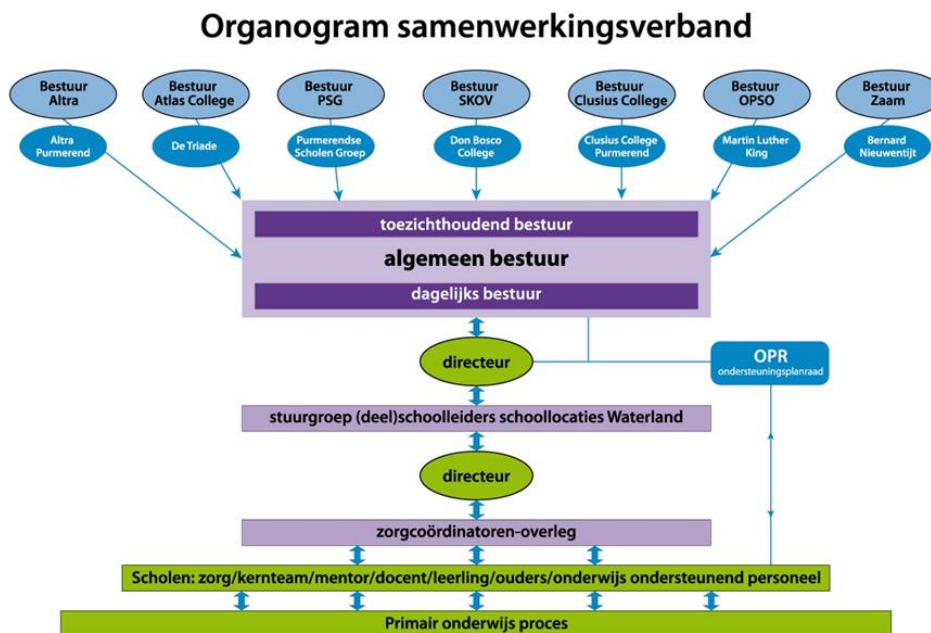 Organogram samenwerkingsverband
Bestuur
Altra
Bestuur
Atlas College
Bestuur
PSG
Bestuur
SKOV
Bestuur
Clusius College
Bestuur
OPSO
Bestuur
Zaam
Altra
Purmerend
De Triade
Purmerendse
Scholen Groep
Don Bosco
College
Clusius College
Purmerend
Martin Luther
King
Bernard
Nieuwentijt
toezichthoudend bestuur
algemeen bestuur
dagelijks bestuur
directeur
OPR
ondersteuningsplanraad
stuurgroep (deel)schoolleiders schoollocaties Waterland
directeur
zorgcoördinatoren-overleg
Scholen: zorg/kernteam/mentor/docent/leerling/ouders/onderwijs ondersteunend personeel
Primair onderwijs proces